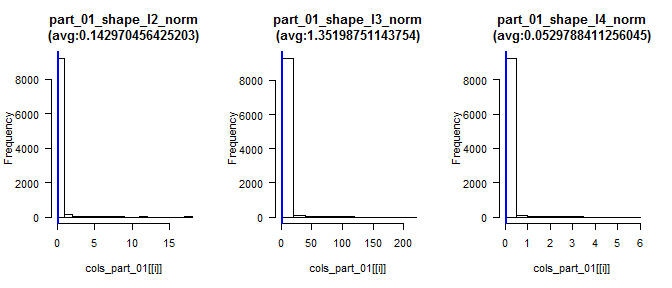 part_01_shape_I2_norm
(avg:0.142970456425203)
Frequency
8000
6000
4000
2000
0
0 5 10 15
cols_part_01[[i]]
part_01_shape_I3_norm
(avg:1.35198751143754)
Frequency
8000
6000
4000
2000
0
0 50 100 150 200
cols_part_01[[i]]
part_01_shape_I4_norm
(avg:0.0529788411256045)
Frequency
8000
6000
4000
2000
0
0 1 2 3 4 5 6
cols_part_01[[i]]